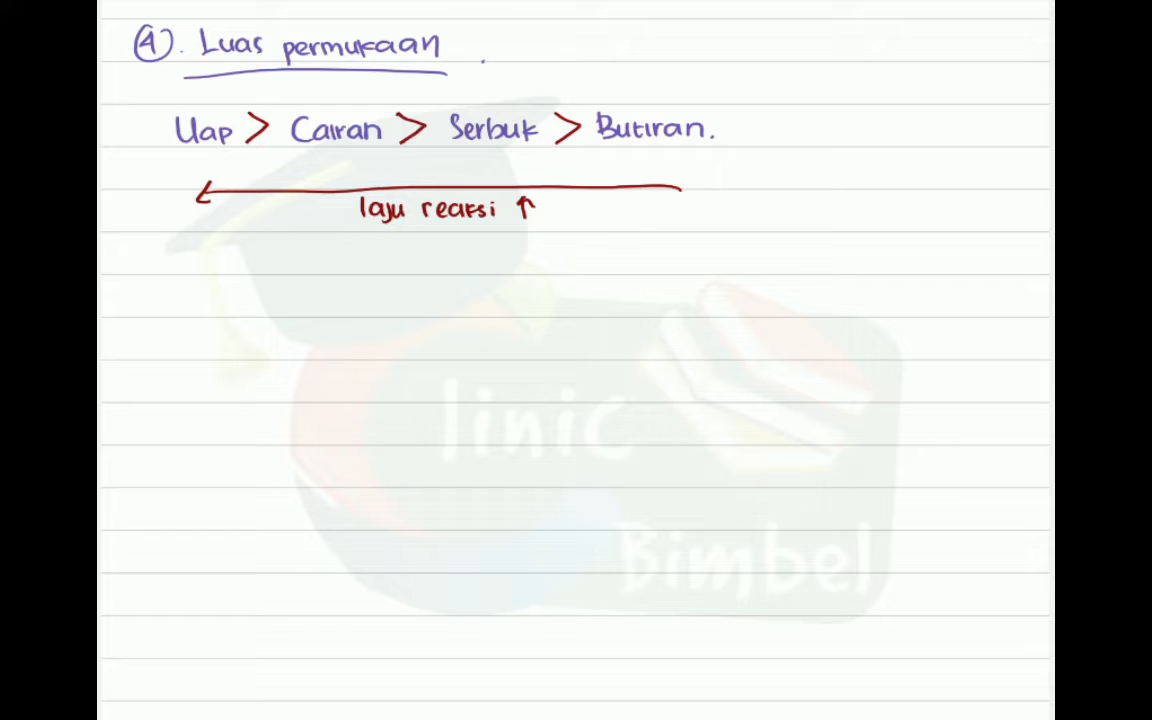 4. Luas permukaan
Uap > Cairan > Serbuk > Butiran.
laju reaksi ↑
linic
Bimbel